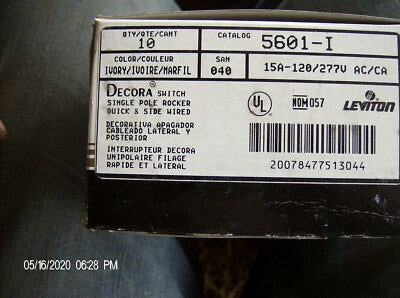 QTY/QTE/CANT
10
CATALOG 5601-I
COLOR/COULEUR
IVORY/IVOIRE/MARFIL
SAM
040
15A-120/277V AC/CA
DECORA® SWITCH
SINGLE POLE ROCKER
QUICK & SIDE WIRED
DECORATIVA APAGADOR
CABLEADO LATERAL Y
POSTERIOR
INTERRUPTEUR DECORA
UNIPOLAIRE FILAGE
RAPIDE ET LATERAL
UL
NOM 057
LEVITON
20078477513044
05/16/2020 06:28 PM